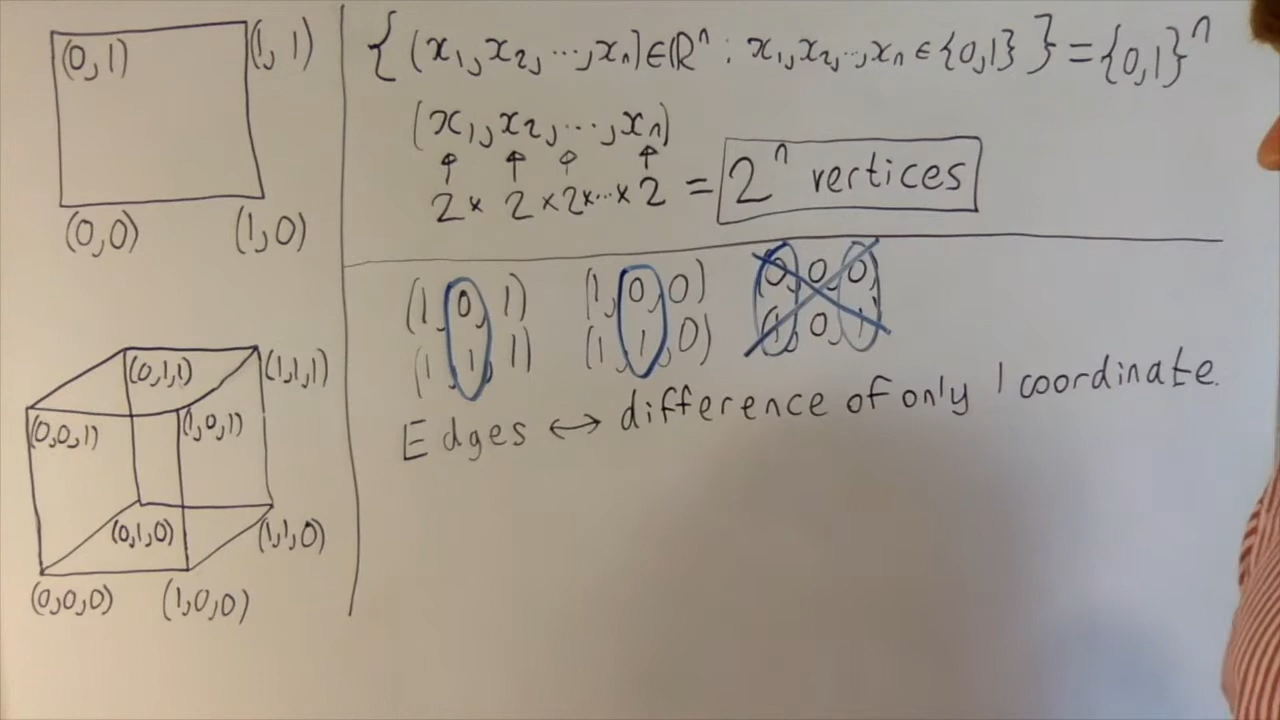 (0,1) (1,1)
(0,0) (1,0)
(0,1,1) (1,1,1)
(0,0,1) (1,0,1)
(0,1,0) (1,1,0)
(0,0,0) (1,0,0)
{(x₁,x₂,...,xₙ)∈ℝⁿ : x₁,x₂...,xₙ∈{0,1}} = {0,1}ⁿ
(x₁,x₂,...,xₙ)
↑ ↑ ↑ ↑
2 × 2 × 2 ×...× 2 = 2ⁿ vertices
(1,0,1) (1,0,0) (0,0,0)
(1,1,1) (1,1,0) (1,0,1)
Edges ↔ difference of only 1 coordinate.